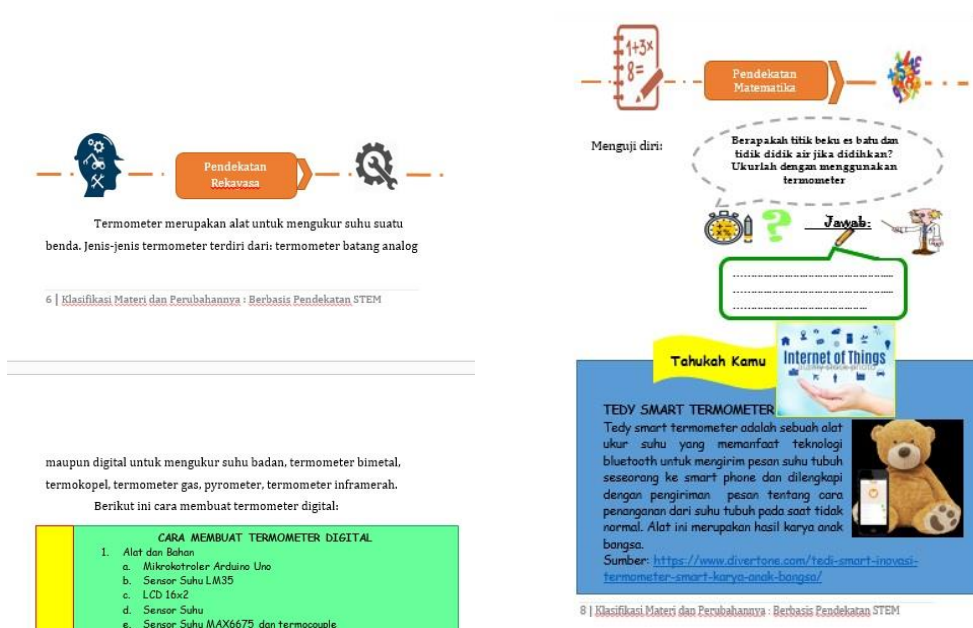 Pendekatan
Rekayasa
Termometer merupakan alat untuk mengukur suhu suatu
benda. Jenis-jenis termometer terdiri dari: termometer batang analog
6 | Klasifikasi Materi dan Perubahannya : Berbasis Pendekatan STEM
maupun digital untuk mengukur suhu badan, termometer bimetal,
termokopel, termometer gas, pyrometer, termometer inframerah.
Berikut ini cara membuat termometer digital:
CARA MEMBUAT TERMOMETER DIGITAL
1. Alat dan Bahan
a. Mikrokotroler Arduino Uno
b. Sensor Suhu LM35
c. LCD 16x2
d. Sensor Suhu
e. Sensor Suhu MAX6675 dan termocouple
1+3x
8=
Pendekatan
Matematika
Menguji diri:
Berapakah titik beku es batu dan
tidik didik air jika didihkan?
Ukurlah dengan menggunakan
termometer
Jawab:
Tahukah Kamu
Internet of Things
TEDY SMART TERMOMETER
Tedy smart termometer adalah sebuah alat
ukur suhu yang memanfaat teknologi
bluetooth untuk mengirim pesan suhu tubuh
seseorang ke smart phone dan dilengkapi
dengan pengiriman pesan tentang cara
penanganan dari suhu tubuh pada saat tidak
normal. Alat ini merupakan hasil karya anak
bangsa.
Sumber: https://www.divertone.com/tedi-smart-inovasi-
termometer-smart-karya-anak-bangsa/
8 | Klasifikasi Materi dan Perubahannya : Berbasis Pendekatan STEM